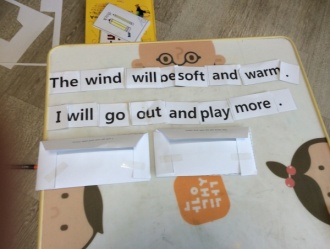 The wind will be soft and warm.
I will go out and play more.